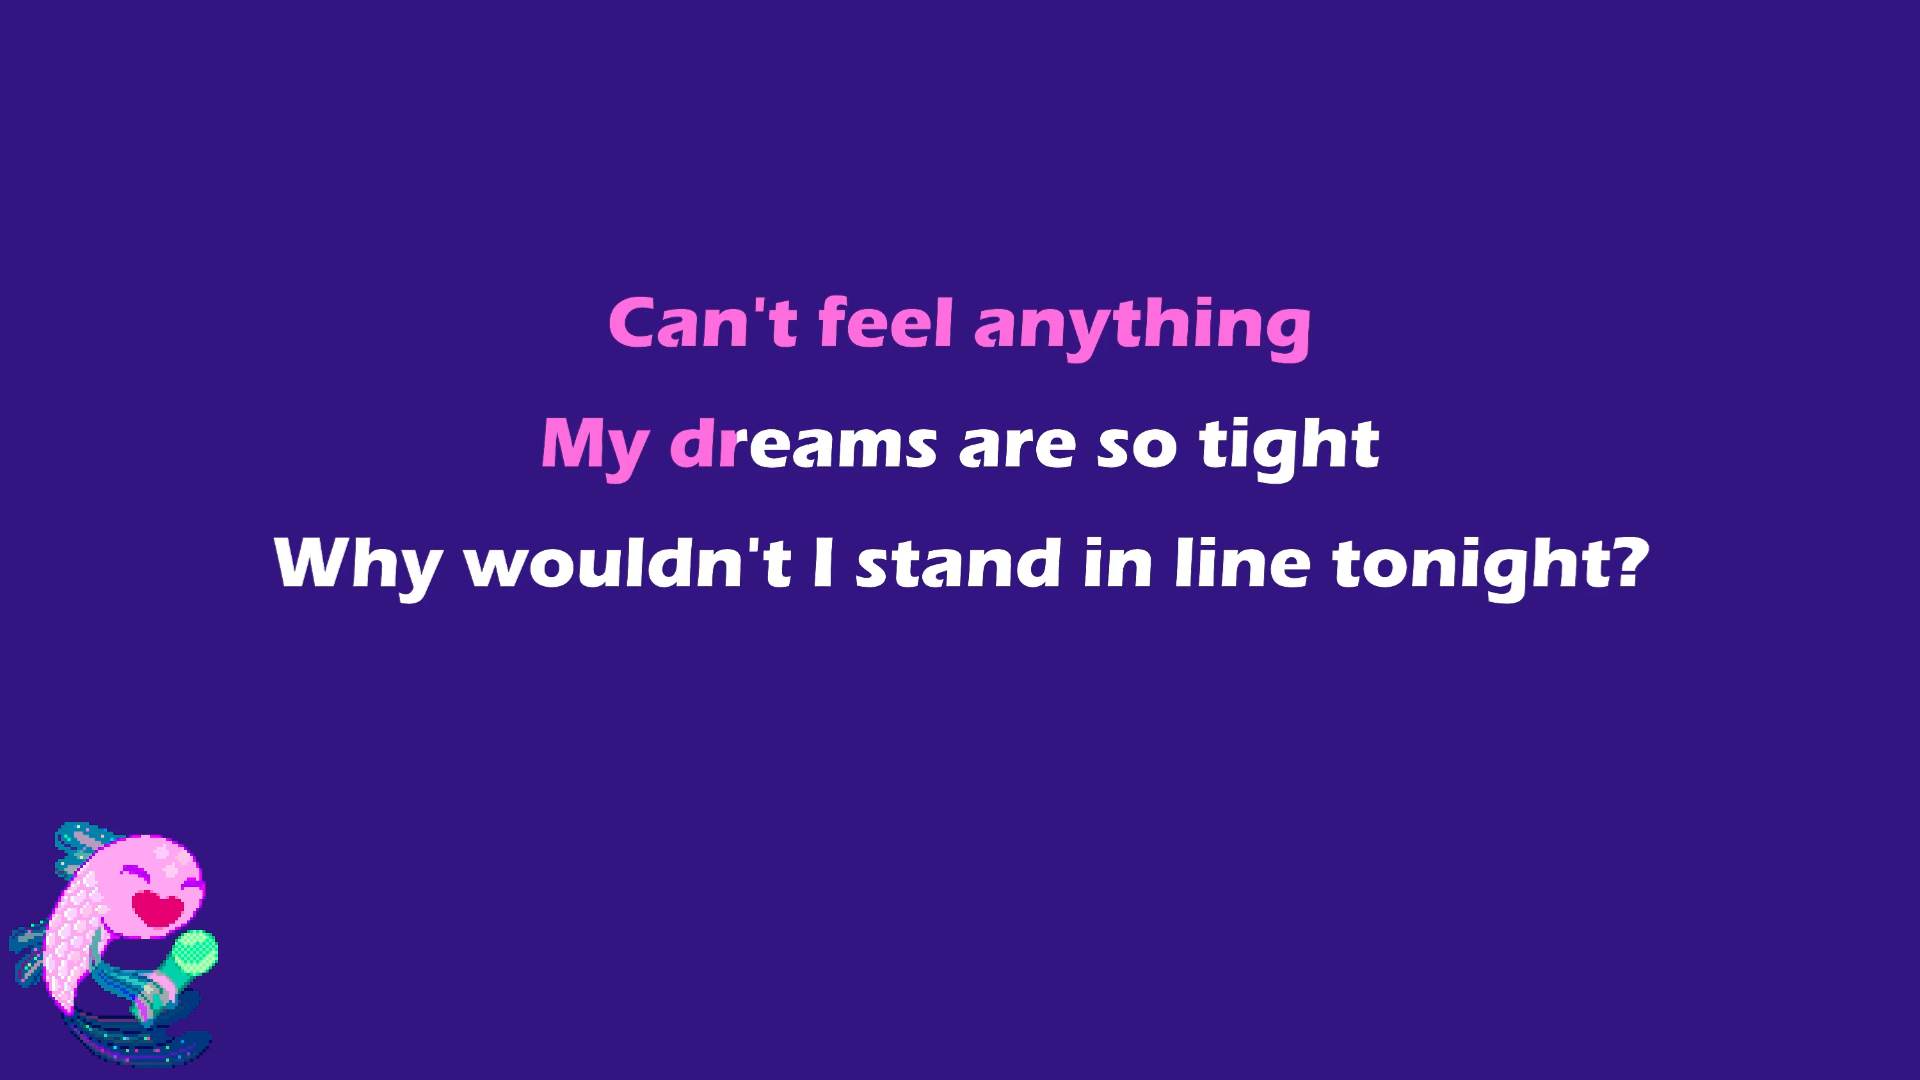 Can't feel anything
My dreams are so tight
Why wouldn't I stand in line tonight?